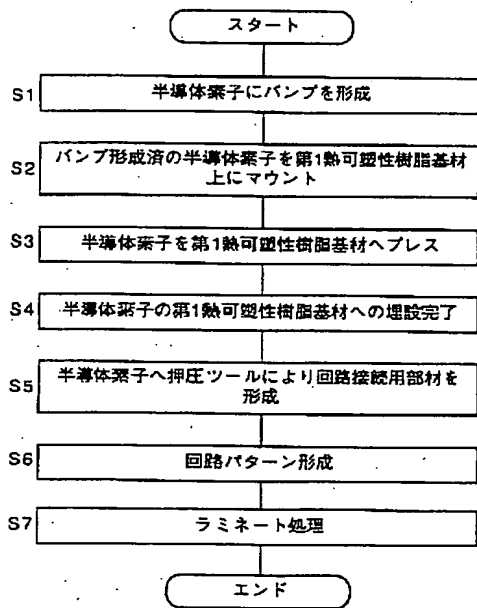 スタート
S1
半導体素子にバンプを形成
S2
バンプ形成済の半導体素子を第1熱可塑性樹脂基材
上にマウント
S3
半導体素子を第1熱可塑性樹脂基材へプレス
S4
半導体素子の第1熱可塑性樹脂基材への埋設完了
S5
半導体素子へ押圧ツールにより回路接続用部材を
形成
S6
回路パターン形成
S7
ラミネート処理
エンド